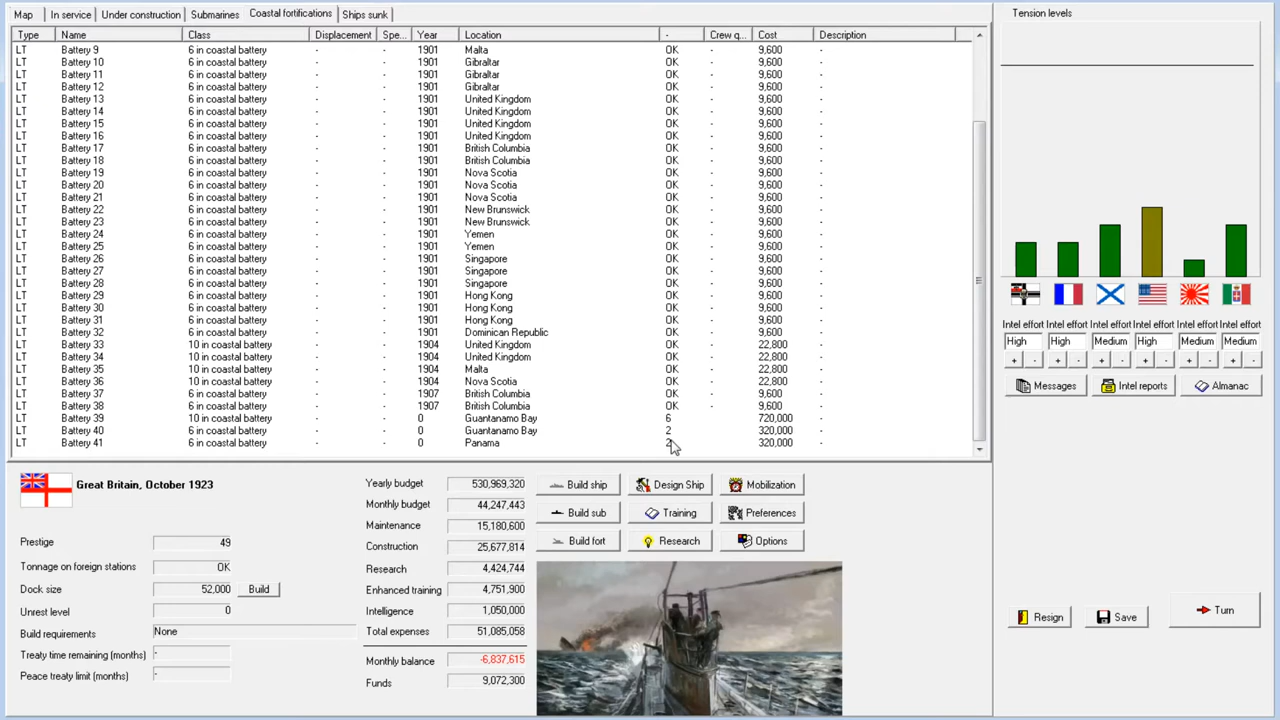 Map In service Under construction Submarines Coastal fortifications Ships sunk
Type Name Class Displacement Spe... Year Location - Crew q... Cost Description
LT Battery 9 6 in coastal battery - - 1901 Malta OK - 9,600 -
LT Battery 10 6 in coastal battery - - 1901 Gibraltar OK - 9,600 -
LT Battery 11 6 in coastal battery - - 1901 Gibraltar OK - 9,600 -
LT Battery 12 6 in coastal battery - - 1901 Gibraltar OK - 9,600 -
LT Battery 13 6 in coastal battery - - 1901 United Kingdom OK - 9,600 -
LT Battery 14 6 in coastal battery - - 1901 United Kingdom OK - 9,600 -
LT Battery 15 6 in coastal battery - - 1901 United Kingdom OK - 9,600 -
LT Battery 16 6 in coastal battery - - 1901 United Kingdom OK - 9,600 -
LT Battery 17 6 in coastal battery - - 1901 British Columbia OK - 9,600 -
LT Battery 18 6 in coastal battery - - 1901 British Columbia OK - 9,600 -
LT Battery 19 6 in coastal battery - - 1901 Nova Scotia OK - 9,600 -
LT Battery 20 6 in coastal battery - - 1901 Nova Scotia OK - 9,600 -
LT Battery 21 6 in coastal battery - - 1901 Nova Scotia OK - 9,600 -
LT Battery 22 6 in coastal battery - - 1901 New Brunswick OK - 9,600 -
LT Battery 23 6 in coastal battery - - 1901 New Brunswick OK - 9,600 -
LT Battery 24 6 in coastal battery - - 1901 Yemen OK - 9,600 -
LT Battery 25 6 in coastal battery - - 1901 Yemen OK - 9,600 -
LT Battery 26 6 in coastal battery - - 1901 Singapore OK - 9,600 -
LT Battery 27 6 in coastal battery - - 1901 Singapore OK - 9,600 -
LT Battery 28 6 in coastal battery - - 1901 Singapore OK - 9,600 -
LT Battery 29 6 in coastal battery - - 1901 Hong Kong OK - 9,600 -
LT Battery 30 6 in coastal battery - - 1901 Hong Kong OK - 9,600 -
LT Battery 31 6 in coastal battery - - 1901 Hong Kong OK - 9,600 -
LT Battery 32 6 in coastal battery - - 1901 Dominican Republic OK - 9,600 -
LT Battery 33 10 in coastal battery - - 1904 United Kingdom OK - 22,800 -
LT Battery 34 10 in coastal battery - - 1904 United Kingdom OK - 22,800 -
LT Battery 35 10 in coastal battery - - 1904 Malta OK - 22,800 -
LT Battery 36 10 in coastal battery - - 1904 Nova Scotia OK - 22,800 -
LT Battery 37 6 in coastal battery - - 1907 British Columbia OK - 9,600 -
LT Battery 38 6 in coastal battery - - 1907 British Columbia OK - 9,600 -
LT Battery 39 10 in coastal battery - - 0 Guantanamo Bay 6 720,000 -
LT Battery 40 6 in coastal battery - - 0 Guantanamo Bay 2 320,000 -
LT Battery 41 6 in coastal battery - - 0 Panama 2 320,000 -
Great Britain, October 1923
Prestige 49
Tonnage on foreign stations OK
Dock size 52,000 Build
Unrest level 0
Build requirements None
Treaty time remaining (months) -
Peace treaty limit (months) -
Yearly budget 530,969,320
Monthly budget 44,247,443
Maintenance 15,180,600
Construction 25,677,814
Research 4,424,744
Enhanced training 4,751,900
Intelligence 1,050,000
Total expenses 51,085,058
Monthly balance -6,837,615
Funds 9,072,300
Build ship Design Ship Mobilization
Build sub Training Preferences
Build fort Research Options
Tension levels
Intel effort Intel effort Intel effort Intel effort Intel effort Intel effort
High High Medium High Medium Medium
+ - + - + - + - + - + -
Messages Intel reports Almanac
Resign Save Turn